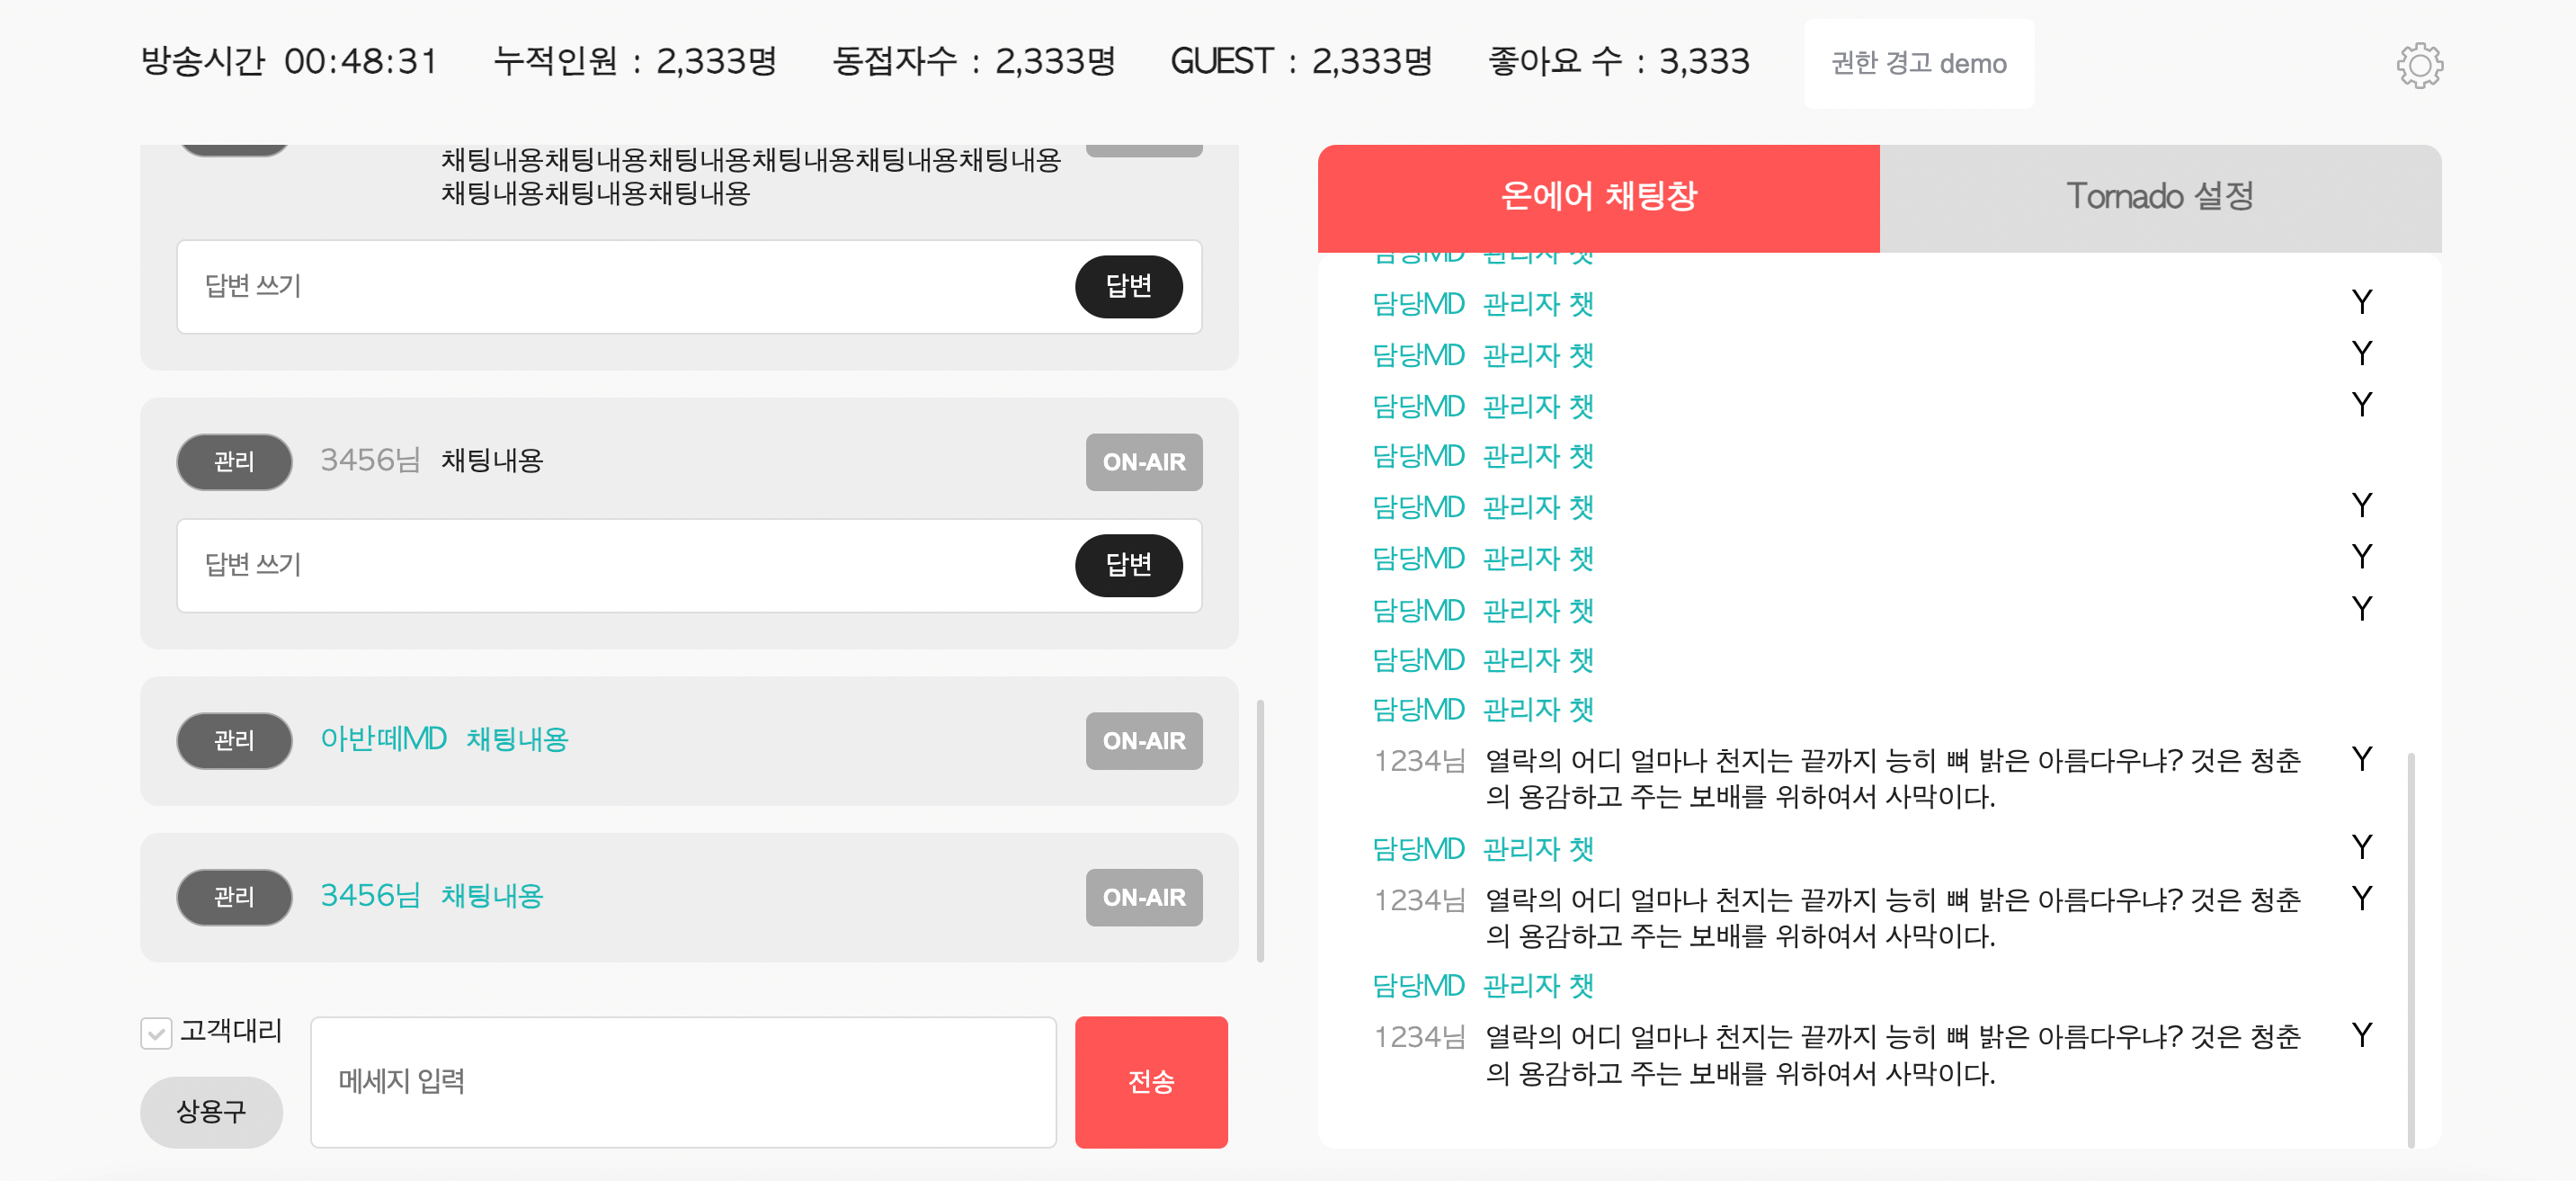 방송시간 00:48:31 누적인원 : 2,333명 동접자수 : 2,333명 GUEST : 2,333명 좋아요 수 : 3,333 권한 경고 demo
채팅내용채팅내용채팅내용채팅내용채팅내용채팅내용
채팅내용채팅내용채팅내용
답변 쓰기 답변
관리 3456님 채팅내용 ON-AIR
답변 쓰기 답변
관리 아반떼MD 채팅내용 ON-AIR
관리 3456님 채팅내용 ON-AIR
고객대리
상용구
메세지 입력
전송
온에어 채팅창 Tornado 설정
담당MD 관리자 챗
담당MD 관리자 챗 Y
담당MD 관리자 챗 Y
담당MD 관리자 챗 Y
담당MD 관리자 챗
담당MD 관리자 챗 Y
담당MD 관리자 챗 Y
담당MD 관리자 챗 Y
담당MD 관리자 챗
담당MD 관리자 챗
1234님 열락의 어디 얼마나 천지는 끝까지 능히 뼈 밝은 아름다우냐? 것은 청춘 Y
의 용감하고 주는 보배를 위하여서 사막이다.
담당MD 관리자 챗 Y
1234님 열락의 어디 얼마나 천지는 끝까지 능히 뼈 밝은 아름다우냐? 것은 청춘 Y
의 용감하고 주는 보배를 위하여서 사막이다.
담당MD 관리자 챗
1234님 열락의 어디 얼마나 천지는 끝까지 능히 뼈 밝은 아름다우냐? 것은 청춘 Y
의 용감하고 주는 보배를 위하여서 사막이다.